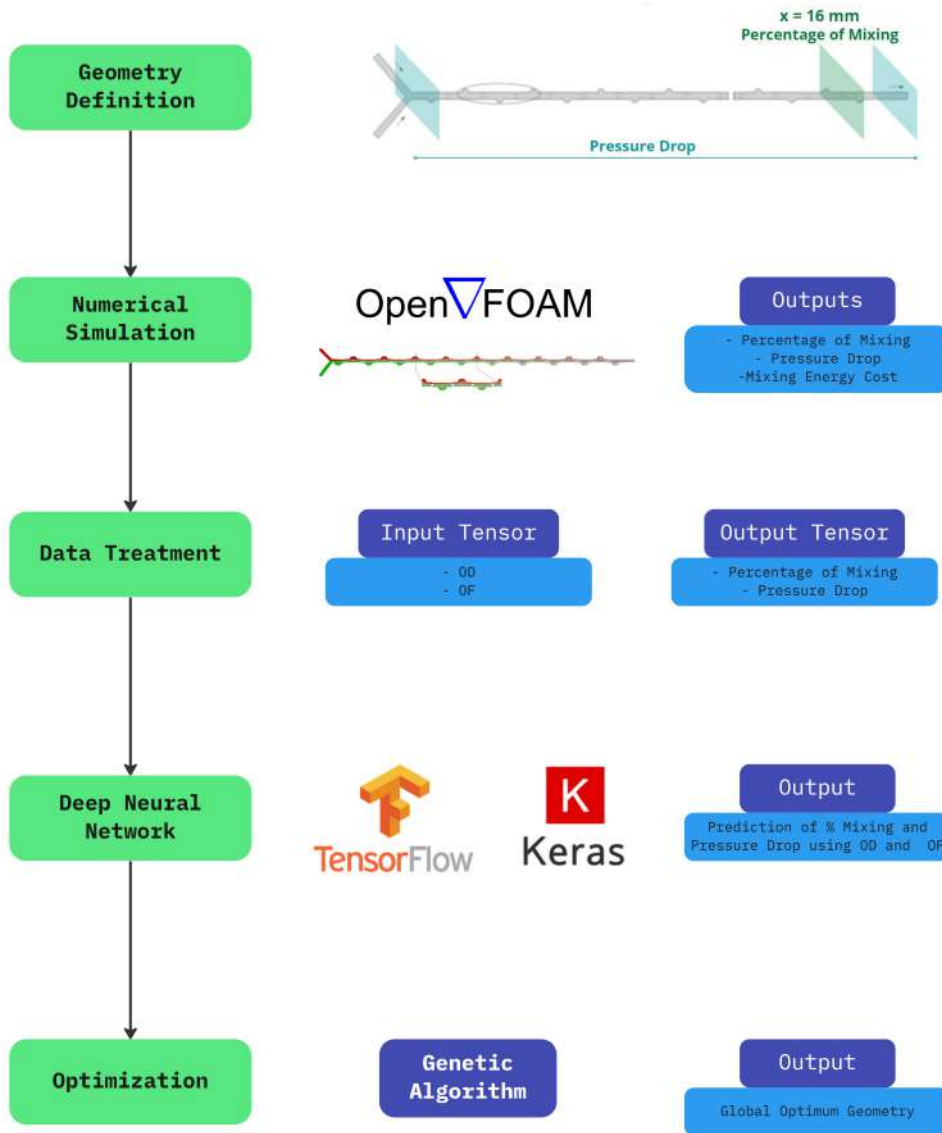 x = 16 mm
Percentage of Mixing
Geometry
Definition
Pressure Drop
Numerical
Simulation
Open∇FOAM
Outputs
- Percentage of Mixing
- Pressure Drop
-Mixing Energy Cost
Data Treatment
Input Tensor
- OD
- OF
Output Tensor
- Percentage of Mixing
- Pressure Drop
Deep Neural
Network
TensorFlow
K
Keras
Output
Prediction of % Mixing and
Pressure Drop using OD and OF
Optimization
Genetic
Algorithm
Output
Global Optimum Geometry